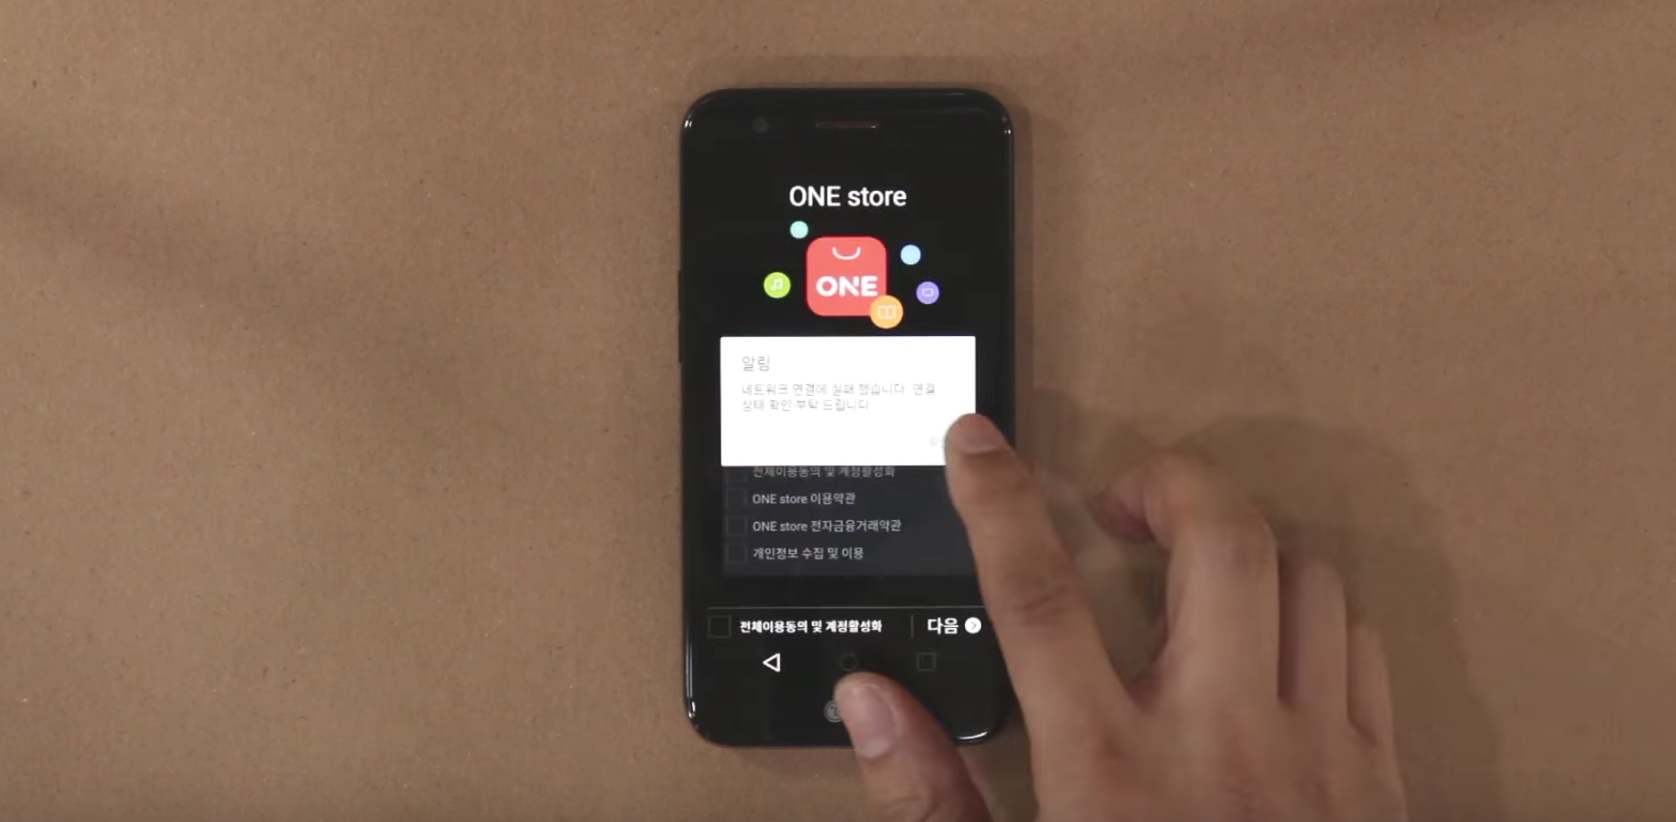 ONE store
ONE
알림
네트워크 연결에 실패 했습니다. 연결
상태 확인 부탁 드립니다
전체이용동의 및 계정활성화
ONE store 이용약관
ONE store 전자금융거래약관
개인정보 수집 및 이용
전체이용동의 및 계정활성화
다음